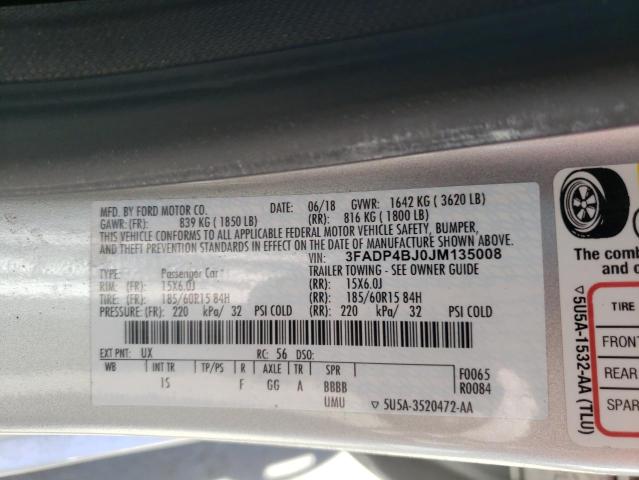 MFD. BY FORD MOTOR CO.
DATE: 06/18 GVWR: 1642 KG ( 3620 LB)
GAWR:(FR): 839 KG ( 1850 LB) (RR): 816 KG ( 1800 LB)
THIS VEHICLE CONFORMS TO ALL APPLICABLE FEDERAL MOTOR VEHICLE SAFETY, BUMPER,
AND THEFT PREVENTION STANDARDS IN EFFECT ON THE DATE OF MANUFACTURE SHOWN ABOVE.
VIN: 3FADP4BJ0JM135008
TYPE: Passenger Car TRAILER TOWING - SEE OWNER GUIDE
RIM: (FR): 15X6.0J (RR): 15X6.0J
TIRE: (FR): 185/60R15 84H (RR): 185/60R15 84H
PRESSURE: (FR): 220 kPa/ 32 PSI COLD (RR): 220 kPa/ 32 PSI COLD
EXT PNT: UX RC: 56 DSO:
WB INT TR TP/PS R AXLE TR SPR F0065
IS F GG A BBBB R0084
UMU ▽5U5A-3520472-AA
The comb
and c
▽5U5A-1532-AA (TLU)
TIRE
FRONT
REAR
SPAR